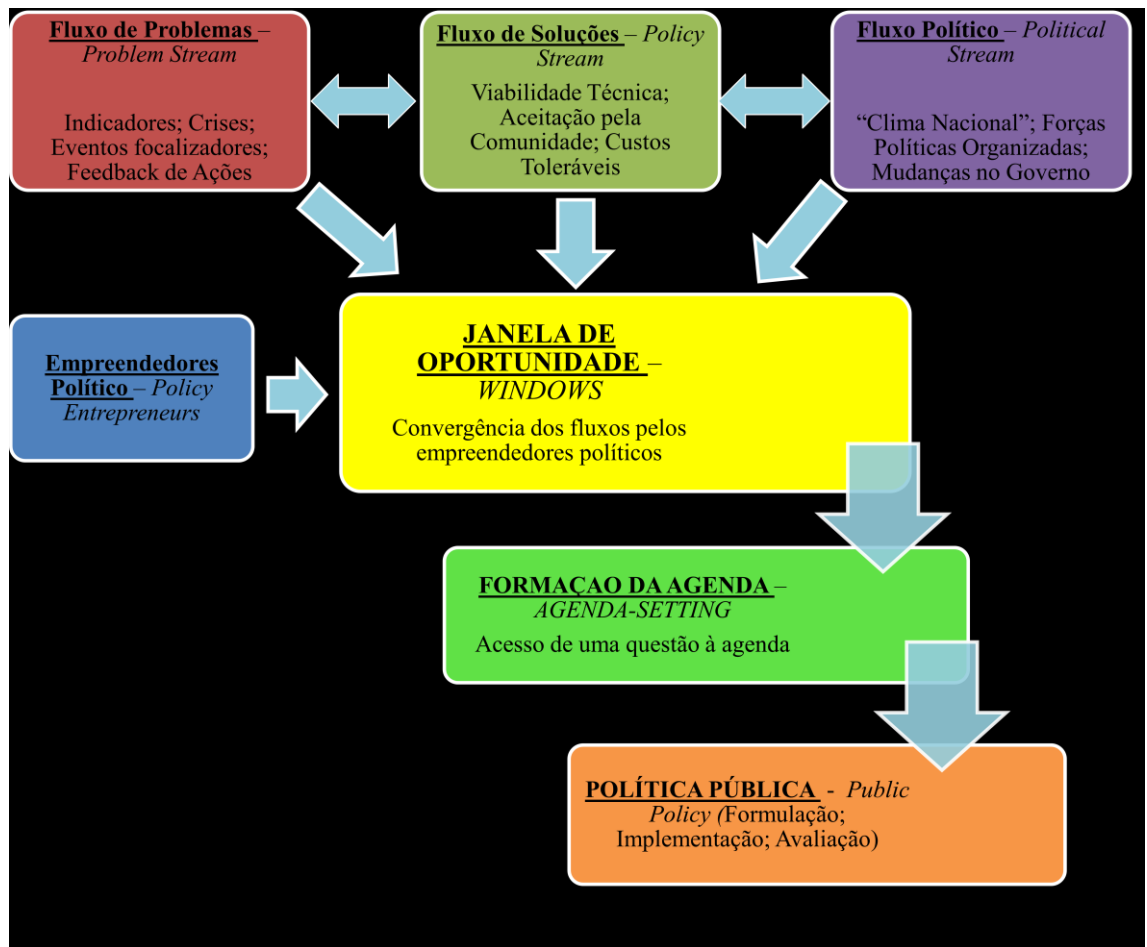 Fluxo de Problemas –
Problem Stream
Indicadores; Crises;
Eventos focalizadores;
Feedback de Ações
Fluxo de Soluções – Policy
Stream
Viabilidade Técnica;
Aceitação pela
Comunidade; Custos
Toleráveis
Fluxo Político – Political
Stream
“Clima Nacional”; Forças
Políticas Organizadas;
Mudanças no Governo
Empreendedores
Político – Policy
Entrepreneurs
JANELA DE
OPORTUNIDADE –
WINDOWS
Convergência dos fluxos pelos
empreendedores políticos
FORMAÇAO DA AGENDA –
AGENDA-SETTING
Acesso de uma questão à agenda
POLÍTICA PÚBLICA - Public
Policy (Formulação;
Implementação; Avaliação)